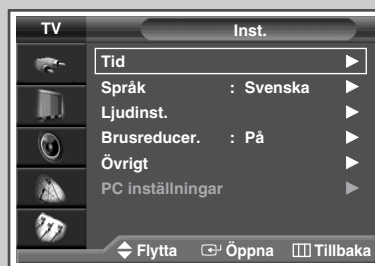 TV Inst.
Tid
Språk : Svenska
Ljudinst.
Brusreducer. : På
Övrigt
PC inställningar
Flytta Öppna Tillbaka